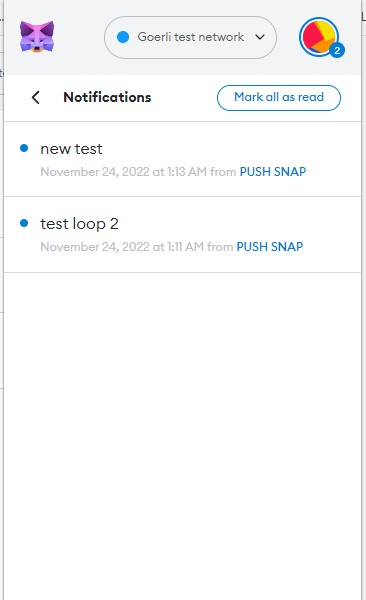 Goerli test network
2
Notifications
Mark all as read
new test
November 24, 2022 at 1:13 AM from PUSH SNAP
test loop 2
November 24, 2022 at 1:11 AM from PUSH SNAP